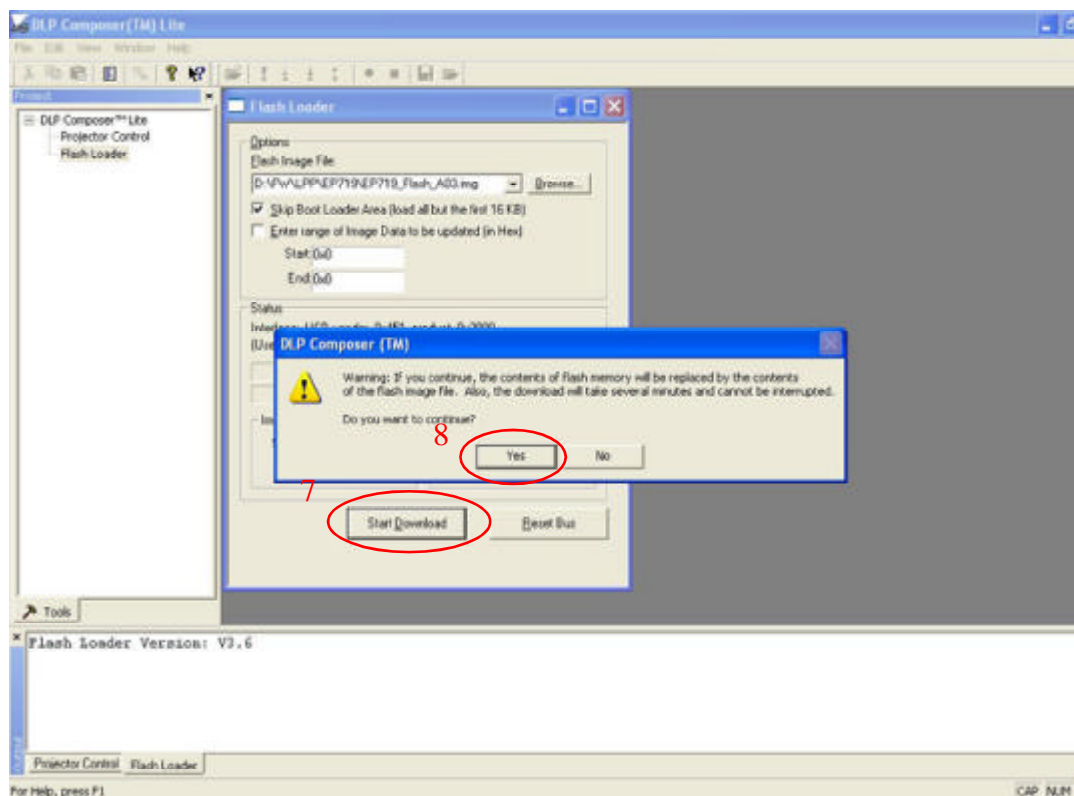 DLP Composer(TM) Lite
File Edit View Window Help
Project
DLP Composer™ Lite
Projector Control
Flash Loader
Tools
Flash Loader
Options
Flash Image File:
D:\FW\LPP\EP719\EP719_Flash_A03.img
Browse...
Skip Boot Loader Area (load all but the first 16 KB)
Enter range of Image Data to be updated (in Hex)
Start: 0x0
End: 0x0
Status
(Use
DLP Composer (TM)
Warning: If you continue, the contents of flash memory will be replaced by the contents
of the flash image file. Also, the download will take several minutes and cannot be interrupted.
Do you want to continue?
8
Yes No
7
Start Download Reset Bus
Flash Loader Version: V3.6
Projector Control Flash Loader
For Help, press F1
CAP NUM